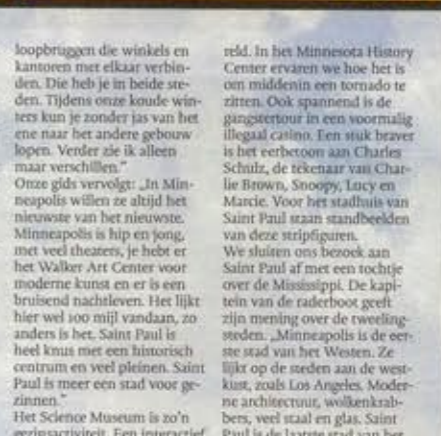 loopbruggen die winkels en
kantoren met elkaar verbin-
den. Die heb je in beide ste-
den. Tijdens onze koude win-
ters kun je zonder jas van het
ene naar het andere gebouw
lopen. Verder zie ik alleen
maar verschillen.”
Onze gids vervolgt: „In Min-
neapolis willen ze altijd het
nieuwste van het nieuwste.
Minneapolis is hip en jong,
met veel theaters, je hebt er
het Walker Art Center voor
moderne kunst en er is een
bruisend nachtleven. Het lijkt
hier wel 100 mijl vandaan, zo
anders is het. Saint Paul is
heel knus met een historisch
centrum en veel pleinen. Saint
Paul is meer een stad voor ge-
zinnen.”
Het Science Museum is zo’n
gezinsactiviteit. Een interactief
reld. In het Minnesota History
Center ervaren we hoe het is
om middenin een tornado te
zitten. Ook spannend is de
gangstertour in een voormalig
illegaal casino. Een stuk braver
is het eerbetoon aan Charles
Schulz, de tekenaar van Char-
lie Brown, Snoopy, Lucy en
Marcie. Voor het stadhuis van
Saint Paul staan standbeelden
van deze stripfiguren.
We sluiten ons bezoek aan
Saint Paul af met een tochtje
over de Mississippi. De kapi-
tein van de raderboot geeft
zijn mening over de tweeling-
steden. „Minneapolis is de eer-
ste stad van het Westen. Ze
lijkt op de steden aan de west-
kust, zoals Los Angeles. Moder-
ne architectuur, wolkenkrab-
bers, veel staal en glas. Saint
Paul is de laatste stad van het